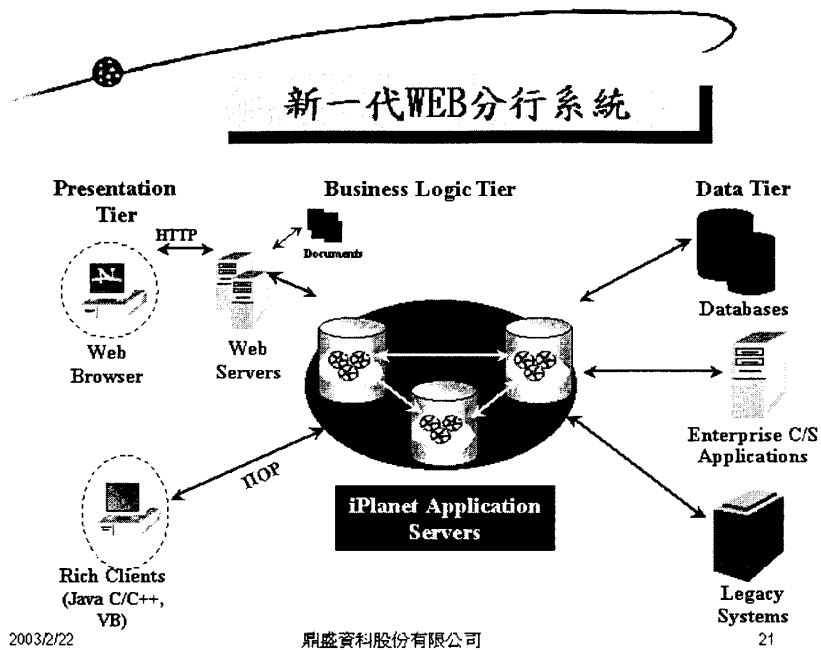 新一代WEB分行系統
Presentation
Tier
Business Logic Tier
Data Tier
HTTP
Documents
Web
Browser
Web
Servers
Databases
Enterprise C/S
Applications
IIOP
iPlanet Application
Servers
Rich Clients
(Java C/C++,
VB)
Legacy
Systems
2003/2/22
鼎盛資科股份有限公司
21